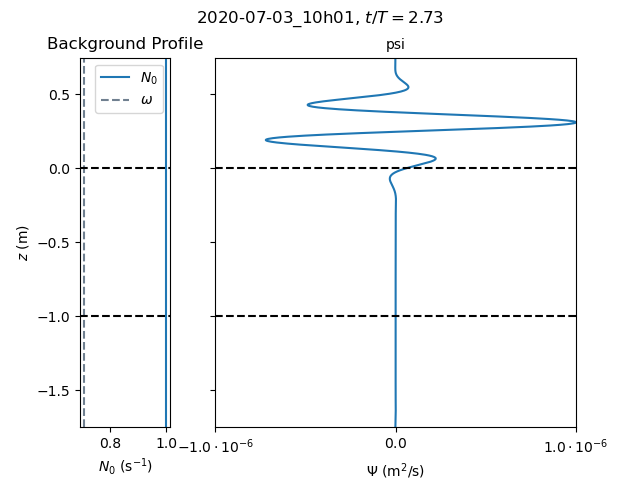 2020-07-03_10h01, t/T = 2.73
Background Profile
psi
N₀
ω
0.5
0.0
−0.5
−1.0
−1.5
z (m)
0.8
1.0
N₀ (s⁻¹)
−1.0 · 10⁻⁶
0.0
1.0 · 10⁻⁶
Ψ (m²/s)